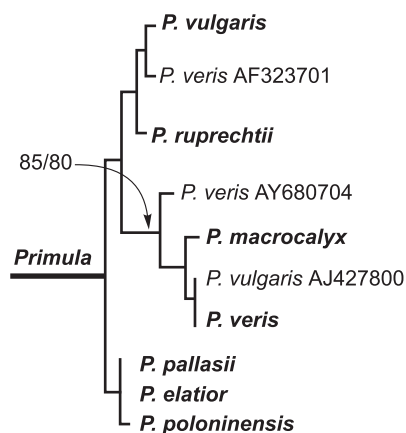 P. vulgaris
P. veris AF323701
P. ruprechtii
85/80
P. veris AY680704
P. macrocalyx
Primula
P. vulgaris AJ427800
P. veris
P. pallasii
P. elatior
P. poloninensis